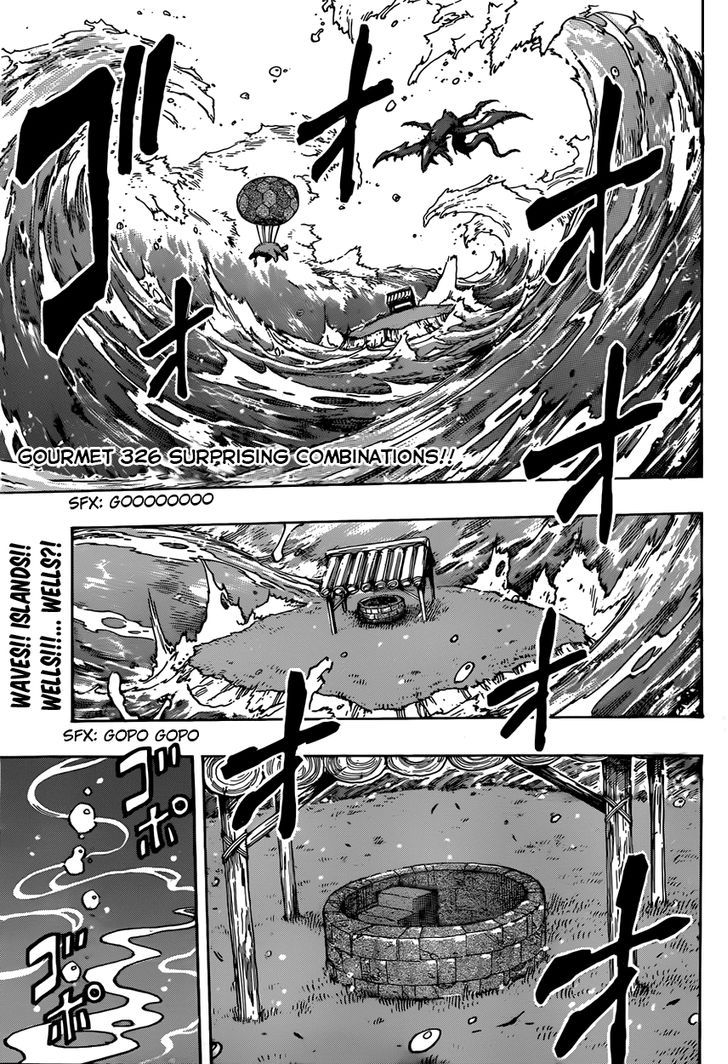 ゴオオオオオオオ
GOURMET 326 SURPRISING COMBINATIONS!!
SFX: GOOOOOOOO
WAVES!! ISLANDS!!
WELLS!!!... WELLS?!
SFX: GOPO GOPO
ゴポ
ゴポ